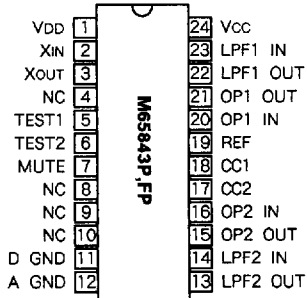 VDD 1 24 VCC
XIN 2 23 LPF1 IN
XOUT 3 22 LPF1 OUT
NC 4 21 OP1 OUT
TEST1 5 20 OP1 IN
TEST2 6 19 REF
MUTE 7 18 CC1
NC 8 17 CC2
NC 9 16 OP2 IN
NC 10 15 OP2 OUT
D GND 11 14 LPF2 IN
A GND 12 13 LPF2 OUT
M65843P,FP